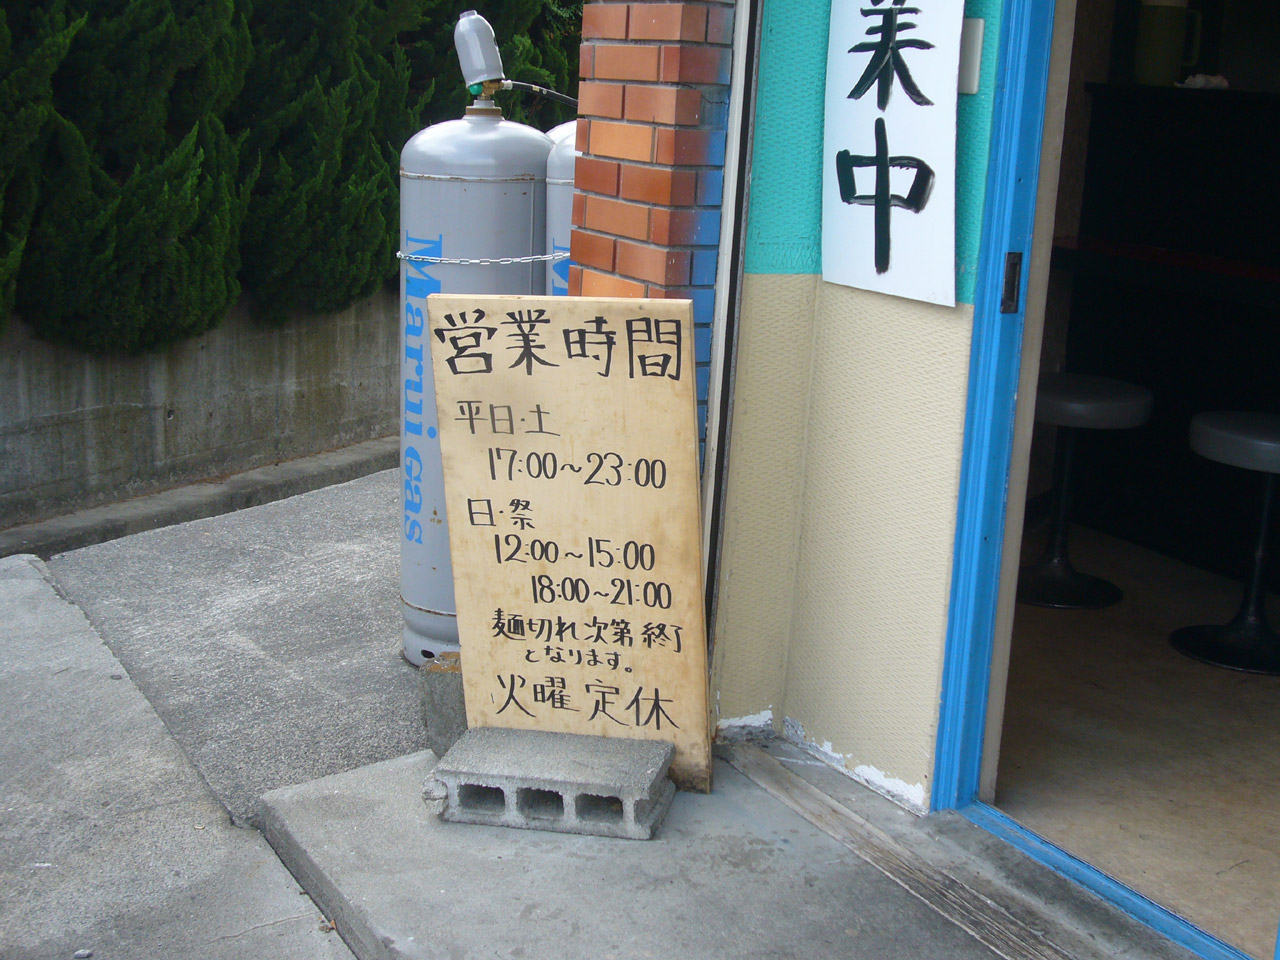 業中
営業時間
平日・土
17:00〜23:00
日・祭
12:00〜15:00
18:00〜21:00
麺切れ次第終了
となります。
火曜定休
Marui gas